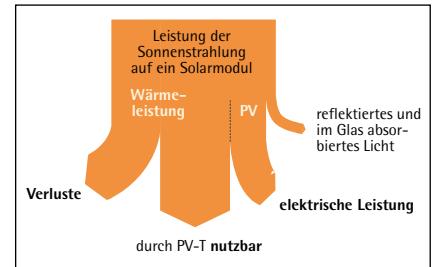 Leistung der
Sonnenstrahlung
auf ein Solarmodul
Wärme-
leistung
PV
reflektiertes und
im Glas absor-
biertes Licht
Verluste
elektrische Leistung
durch PV-T nutzbar